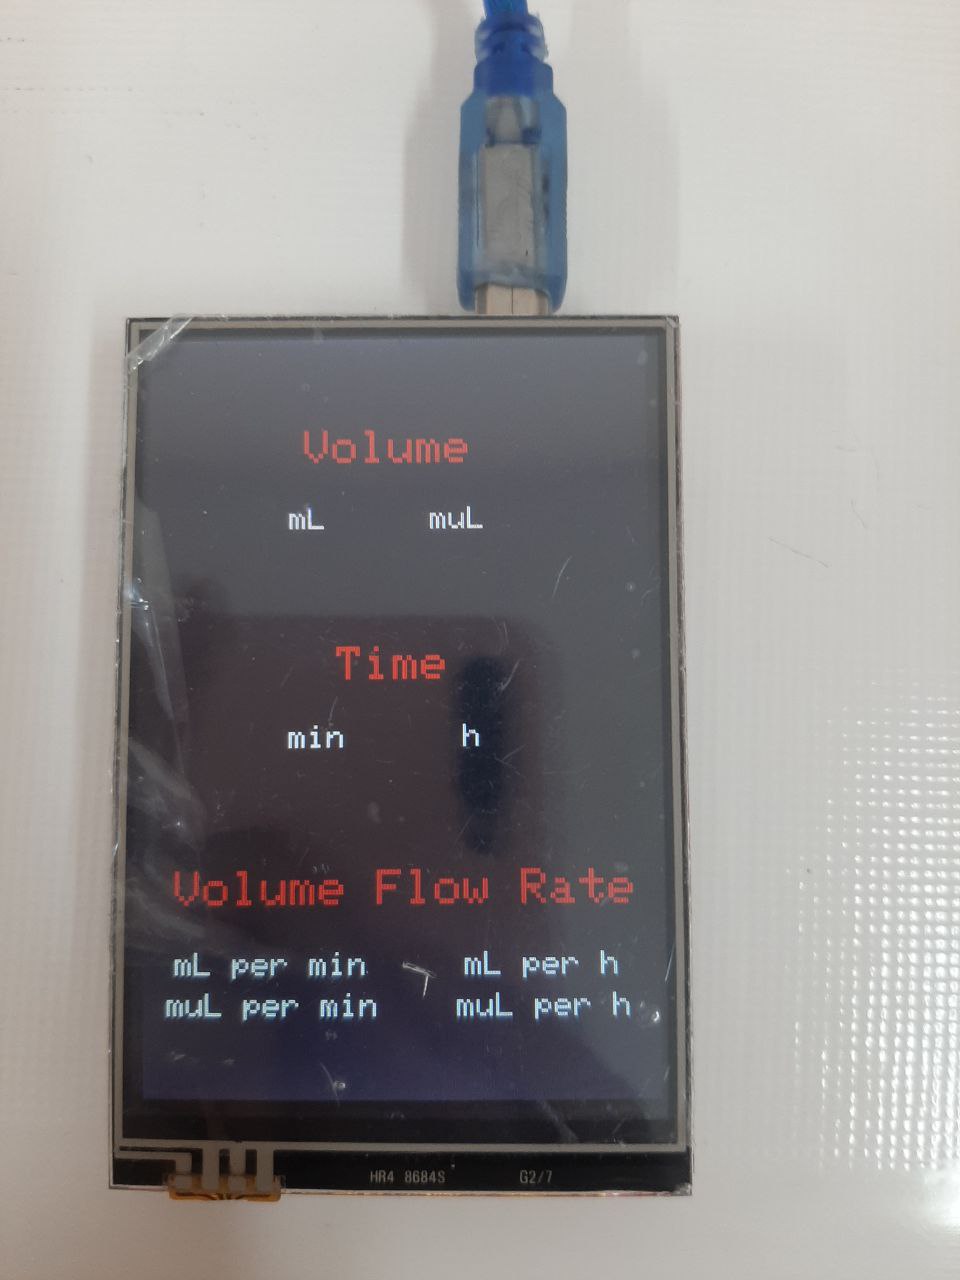 Volume
mL muL
Time
min h
Volume Flow Rate
mL per min mL per h
muL per min muL per h
HR4 8684S G2/7